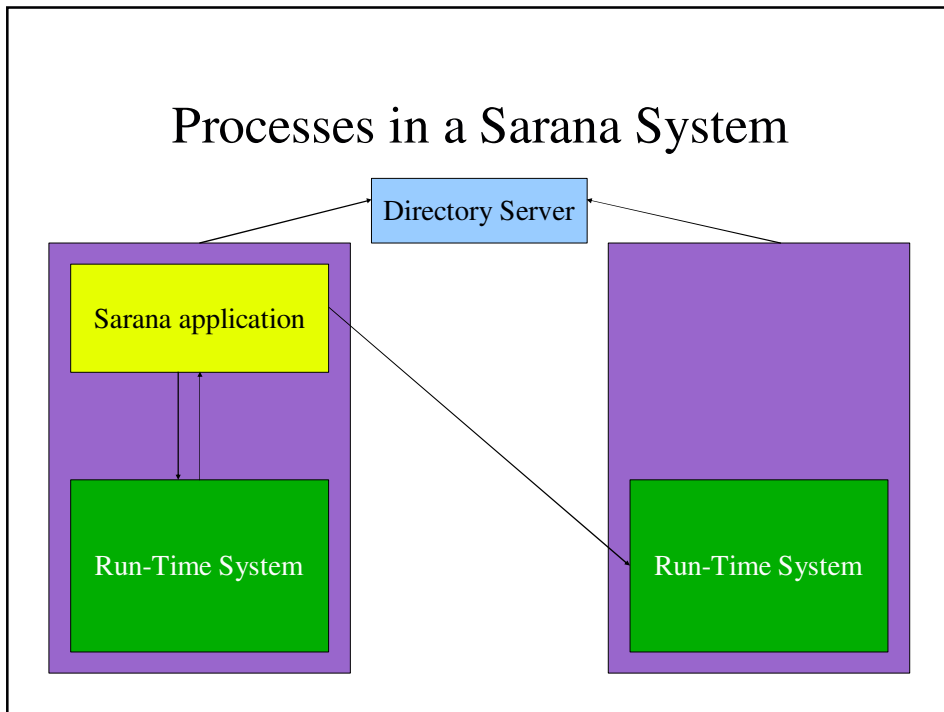 Processes in a Sarana System
Directory Server
Sarana application
Run-Time System
Run-Time System